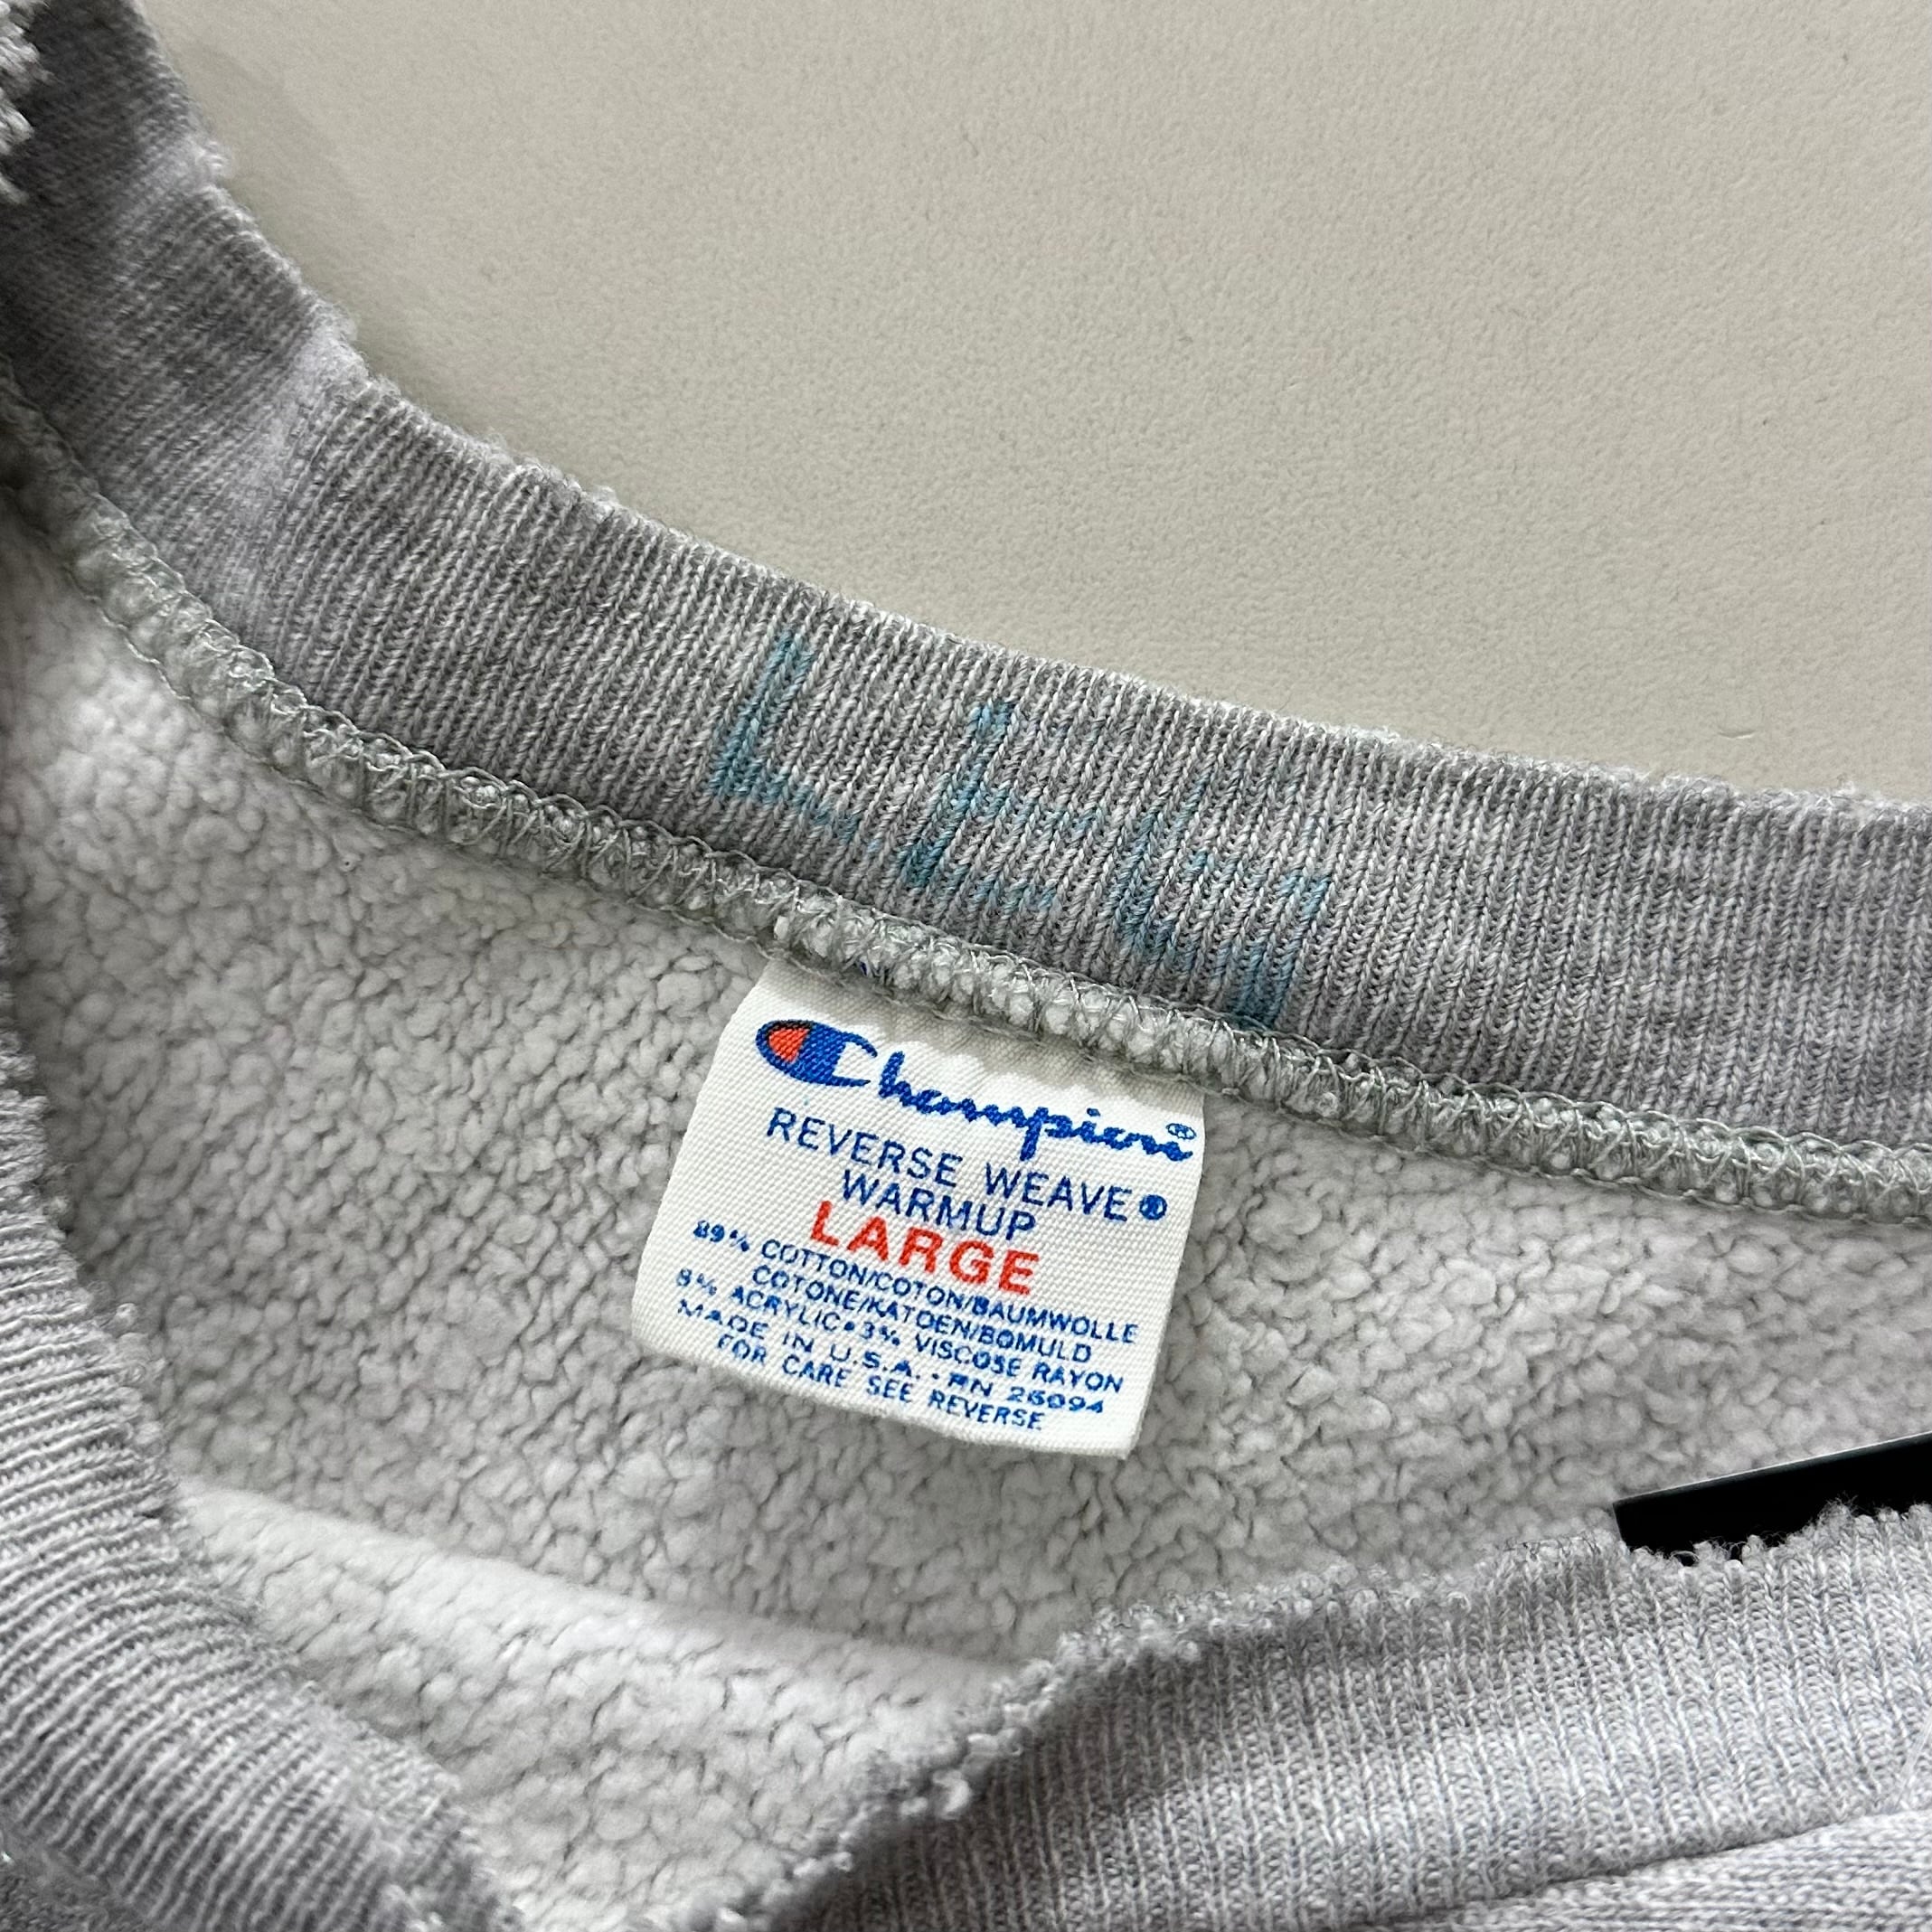 LEG
Champion®
REVERSE WEAVE®
WARMUP
LARGE
89% COTTON/COTON/BAUMWOLLE
COTONE/KATOEN/BOMULD
8% ACRYLIC•3% VISCOSE RAYON
MADE IN U.S.A. • RN 26094
FOR CARE SEE REVERSE